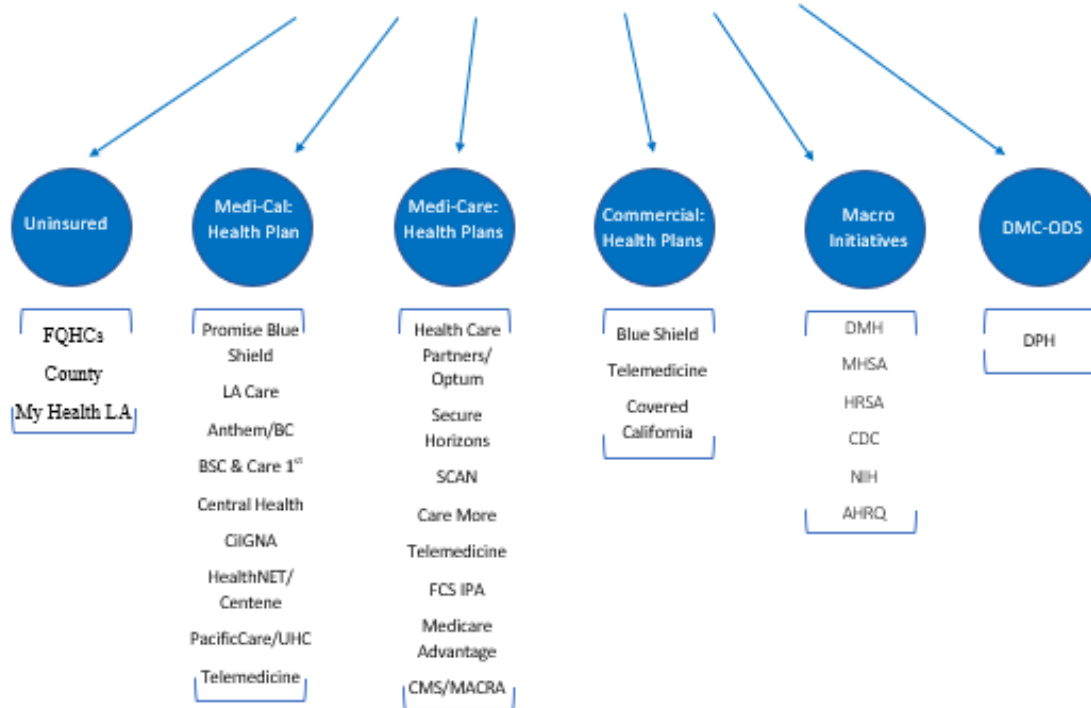 Uninsured
FQHCs
County
My Health LA
Medi-Cal:
Health Plan
Promise Blue
Shield
LA Care
Anthem/BC
BSC & Care 1st
Central Health
CiIGNA
HealthNET/
Centene
PacificCare/UHC
Telemedicine
Medi-Care:
Health Plans
Health Care
Partners/
Optum
Secure
Horizons
SCAN
Care More
Telemedicine
FCS IPA
Medicare
Advantage
CMS/MACRA
Commercial:
Health Plans
Blue Shield
Telemedicine
Covered
California
Macro
Initiatives
DMH
MHSA
HRSA
CDC
NIH
AHRQ
DMC-ODS
DPH